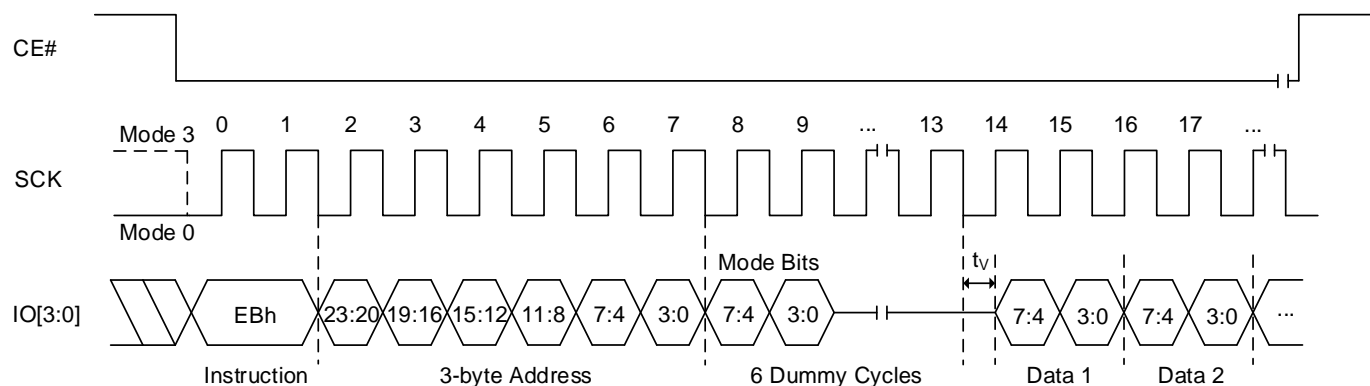 CE#
0 1 2 3 4 5 6 7 8 9 ... 13 14 15 16 17 ...
Mode 3
SCK
Mode 0
Mode Bits
tV
IO[3:0]
EBh 23:20 19:16 15:12 11:8 7:4 3:0 7:4 3:0 7:4 3:0 7:4 3:0 ...
Instruction 3-byte Address 6 Dummy Cycles Data 1 Data 2